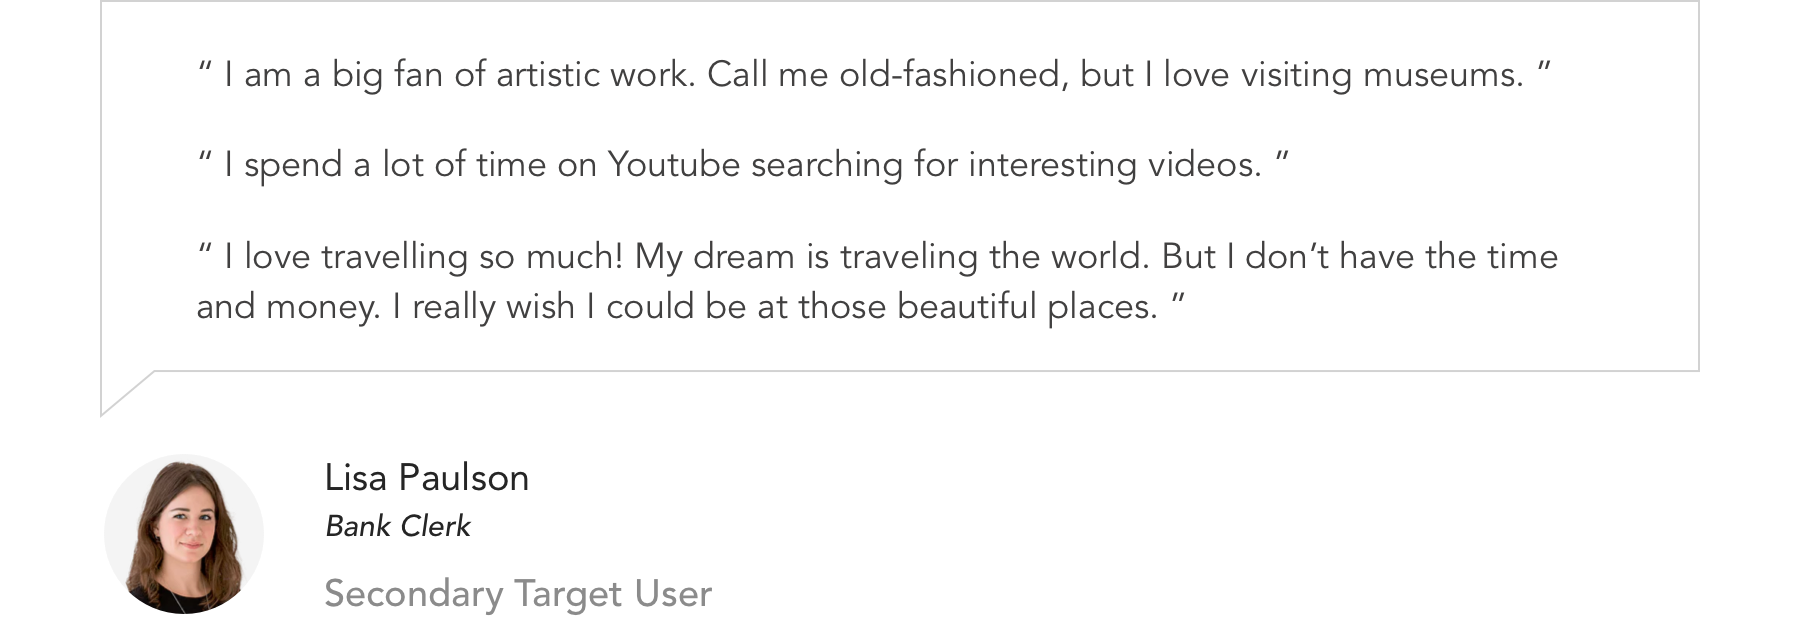 “ I am a big fan of artistic work. Call me old-fashioned, but I love visiting museums. ”
“ I spend a lot of time on Youtube searching for interesting videos. ”
“ I love travelling so much! My dream is traveling the world. But I don’t have the time
and money. I really wish I could be at those beautiful places. ”
Lisa Paulson
Bank Clerk
Secondary Target User